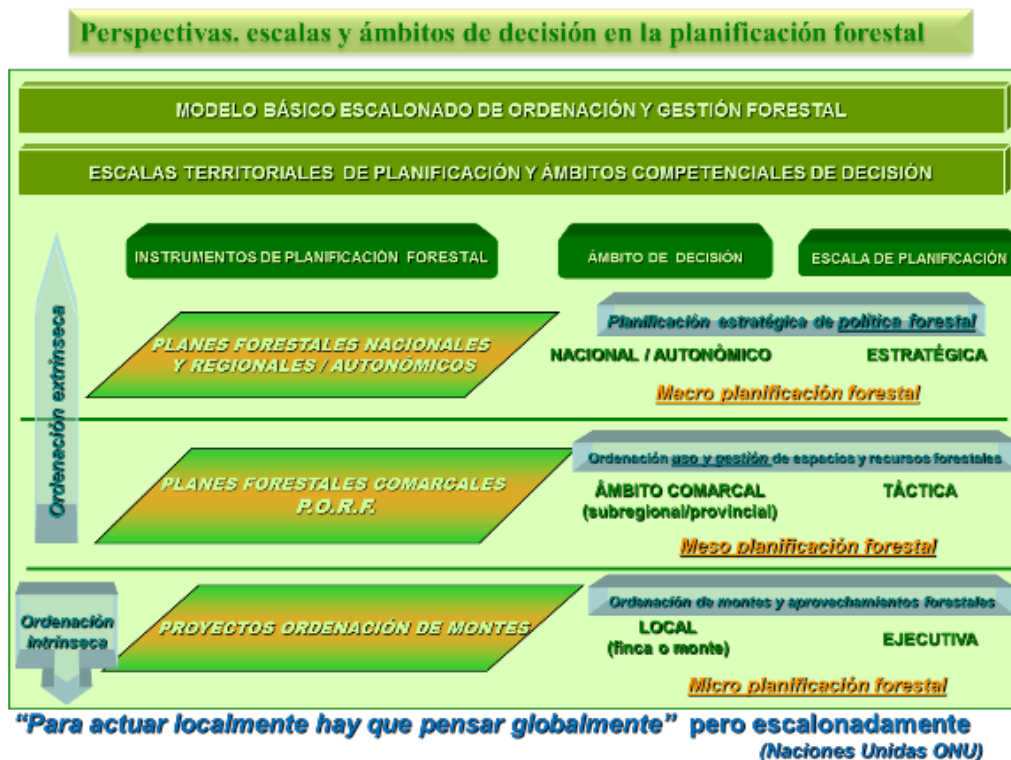 Perspectivas. escalas y ámbitos de decisión en la planificación forestal
MODELO BÁSICO ESCALONADO DE ORDENACIÓN Y GESTIÓN FORESTAL
ESCALAS TERRITORIALES DE PLANIFICACIÓN Y ÁMBITOS COMPETENCIALES DE DECISIÓN
INSTRUMENTOS DE PLANIFICACIÓN FORESTAL
ÁMBITO DE DECISIÓN
ESCALA DE PLANIFICACIÓN
Ordenación extrínseca
PLANES FORESTALES NACIONALES
Y REGIONALES / AUTONÓMICOS
Planificación estratégica de política forestal
NACIONAL / AUTONÓMICO
ESTRATÉGICA
Macro planificación forestal
PLANES FORESTALES COMARCALES
P.O.R.F.
Ordenación uso y gestión de espacios y recursos forestales
ÁMBITO COMARCAL
(subregional/provincial)
TÁCTICA
Meso planificación forestal
Ordenación
intrínseca
PROYECTOS ORDENACIÓN DE MONTES
Ordenación de montes y aprovechamientos forestales
LOCAL
(finca o monte)
EJECUTIVA
Micro planificación forestal
“Para actuar localmente hay que pensar globalmente” pero escalonadamente
(Naciones Unidas ONU)